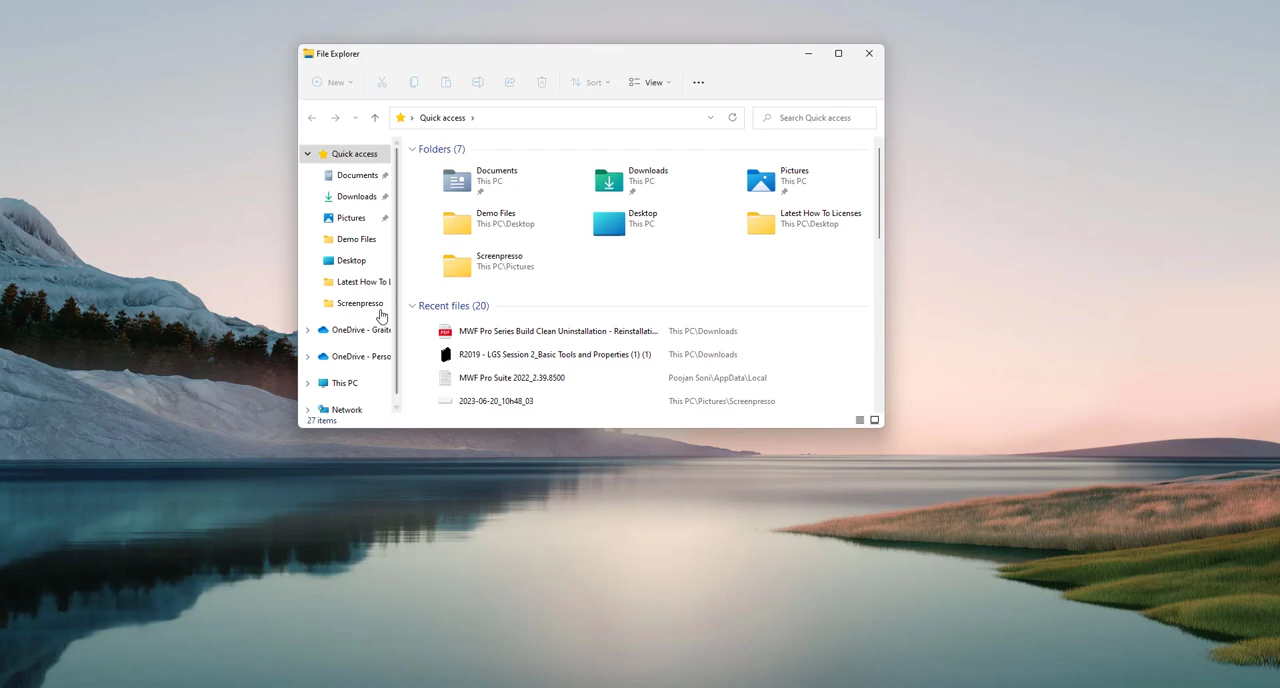 File Explorer
New
Sort
View
Quick access
Search Quick access
Quick access
Documents
Downloads
Pictures
Demo Files
Desktop
Latest How To L
Screenpresso
OneDrive - Graite
OneDrive - Perso
This PC
Network
Folders (7)
Documents
This PC
Downloads
This PC
Pictures
This PC
Demo Files
This PC\Desktop
Desktop
This PC
Latest How To Licenses
This PC\Desktop
Screenpresso
This PC\Pictures
Recent files (20)
MWF Pro Series Build Clean Uninstallation - Reinstallati... This PC\Downloads
R2019 - LGS Session 2_Basic Tools and Properties (1) (1) This PC\Downloads
MWF Pro Suite 2022_2.39.8500 Poojan Soni\AppData\Local
2023-06-20_10h48_03 This PC\Pictures\Screenpresso
27 items